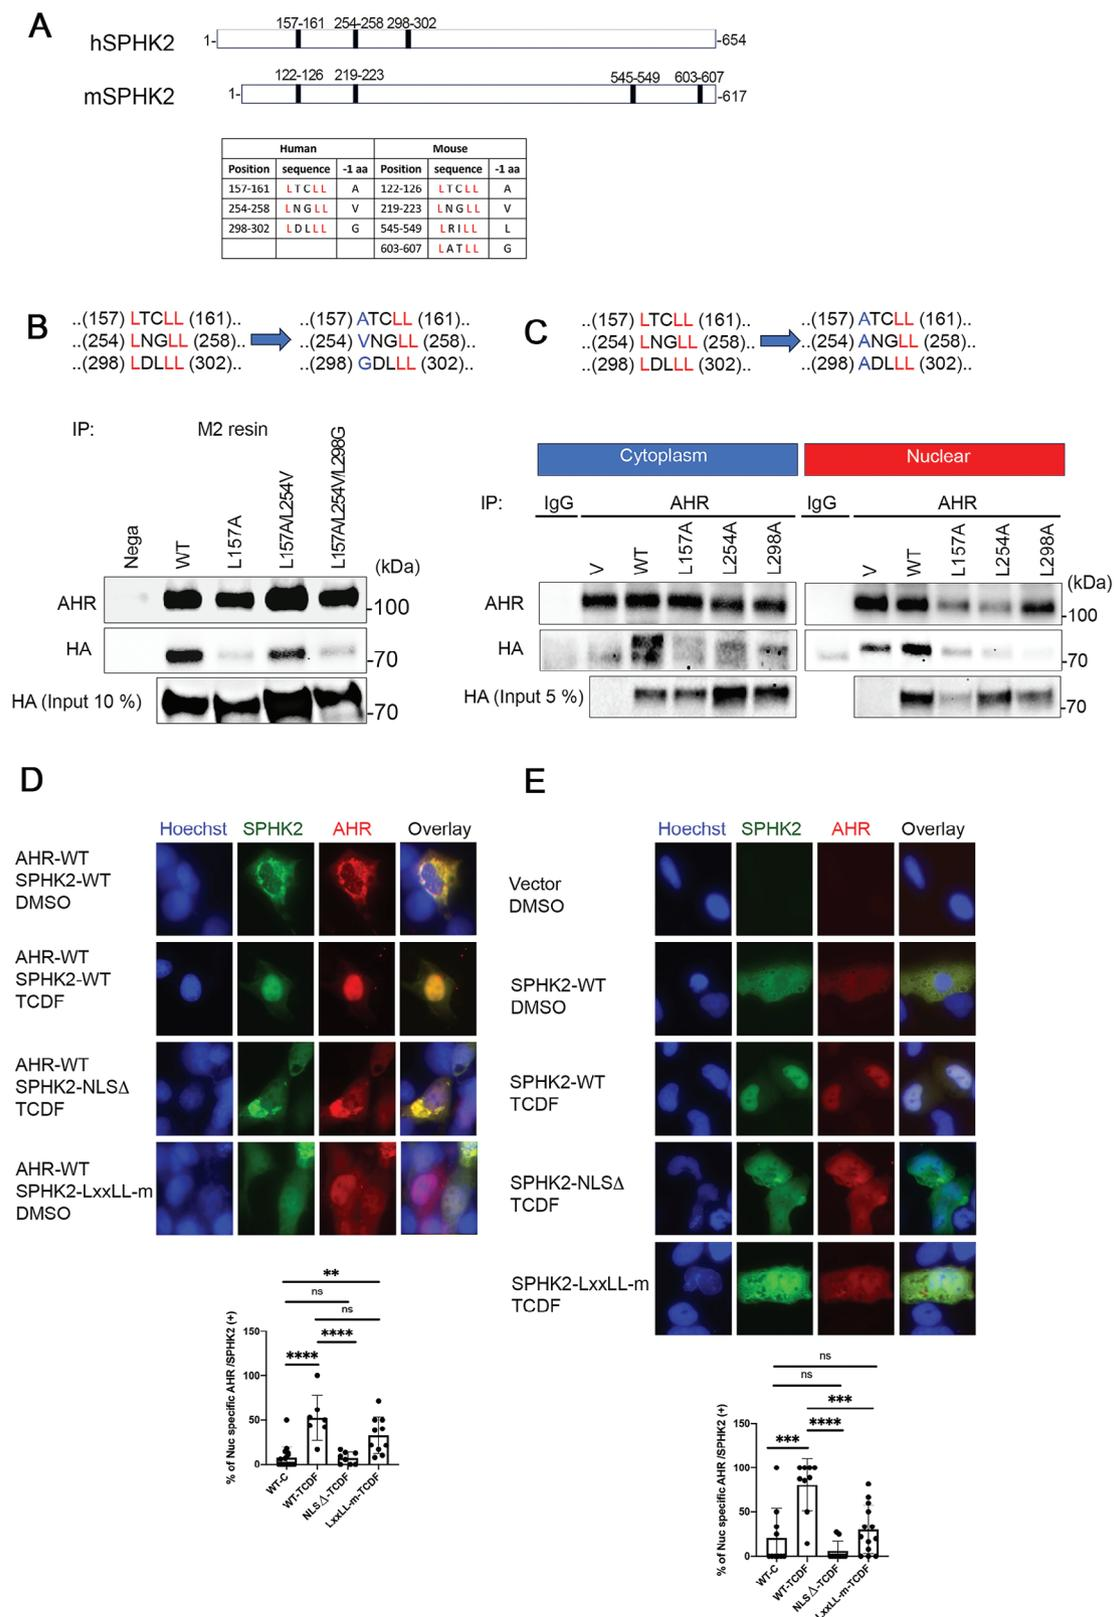 A
157-161 254-258 298-302
hSPHK2 1- -654
122-126 219-223 545-549 603-607
mSPHK2 1- -617
Human Mouse
Position sequence -1 aa Position sequence -1 aa
157-161 L T C L L A 122-126 L T C L L A
254-258 L N G L L V 219-223 L N G L L V
298-302 L D L L L G 545-549 L R I L L L
603-607 L A T L L G
B
..(157) LTCLL (161).. ..(157) ATCLL (161)..
..(254) LNGLL (258).. ..(254) VNGLL (258)..
..(298) LDLLL (302).. ..(298) GDLLL (302)..
IP: M2 resin
Nega WT L157A L157A/L254V L157A/L254V/L298G (kDa)
AHR -100
HA -70
HA (Input 10 %) -70
C
..(157) LTCLL (161).. ..(157) ATCLL (161)..
..(254) LNGLL (258).. ..(254) ANGLL (258)..
..(298) LDLLL (302).. ..(298) ADLLL (302)..
Cytoplasm Nuclear
IP: IgG AHR IgG AHR
V WT L157A L254A L298A V WT L157A L254A L298A (kDa)
AHR -100
HA -70
HA (Input 5 %) -70
D
Hoechst SPHK2 AHR Overlay
AHR-WT
SPHK2-WT
DMSO
AHR-WT
SPHK2-WT
TCDF
AHR-WT
SPHK2-NLSΔ
TCDF
AHR-WT
SPHK2-LxxLL-m
DMSO
**
ns
ns
****
****
% of Nuc specific AHR /SPHK2 (+)
150
100
50
0
WT-C WT-TCDF NLSΔ-TCDF LxxLL-m-TCDF
E
Hoechst SPHK2 AHR Overlay
Vector
DMSO
SPHK2-WT
DMSO
SPHK2-WT
TCDF
SPHK2-NLSΔ
TCDF
SPHK2-LxxLL-m
TCDF
ns
ns
***
****
***
% of Nuc specific AHR /SPHK2 (+)
150
100
50
0
WT-C WT-TCDF NLSΔ-TCDF LxxLL-m-TCDF